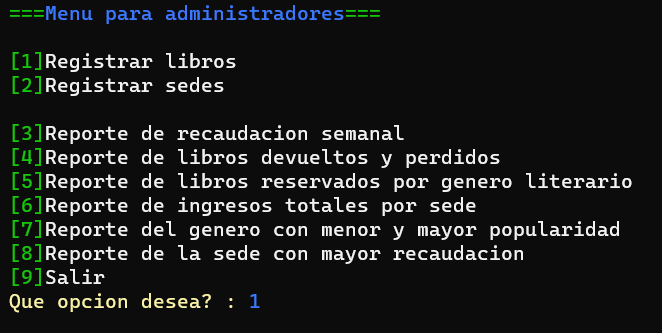 ===Menu para administradores===
[1]Registrar libros
[2]Registrar sedes
[3]Reporte de recaudacion semanal
[4]Reporte de libros devueltos y perdidos
[5]Reporte de libros reservados por genero literario
[6]Reporte de ingresos totales por sede
[7]Reporte del genero con menor y mayor popularidad
[8]Reporte de la sede con mayor recaudacion
[9]Salir
Que opcion desea? : 1